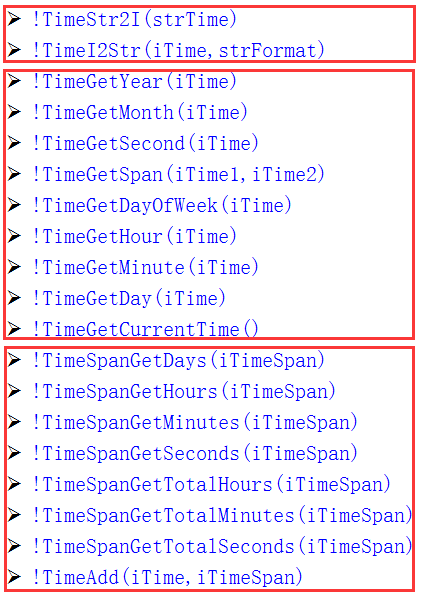 ➢ !TimeStr2I(strTime)
➢ !TimeI2Str(iTime,strFormat)
➢ !TimeGetYear(iTime)
➢ !TimeGetMonth(iTime)
➢ !TimeGetSecond(iTime)
➢ !TimeGetSpan(iTime1,iTime2)
➢ !TimeGetDayOfWeek(iTime)
➢ !TimeGetHour(iTime)
➢ !TimeGetMinute(iTime)
➢ !TimeGetDay(iTime)
➢ !TimeGetCurrentTime()
➢ !TimeSpanGetDays(iTimeSpan)
➢ !TimeSpanGetHours(iTimeSpan)
➢ !TimeSpanGetMinutes(iTimeSpan)
➢ !TimeSpanGetSeconds(iTimeSpan)
➢ !TimeSpanGetTotalHours(iTimeSpan)
➢ !TimeSpanGetTotalMinutes(iTimeSpan)
➢ !TimeSpanGetTotalSeconds(iTimeSpan)
➢ !TimeAdd(iTime,iTimeSpan)